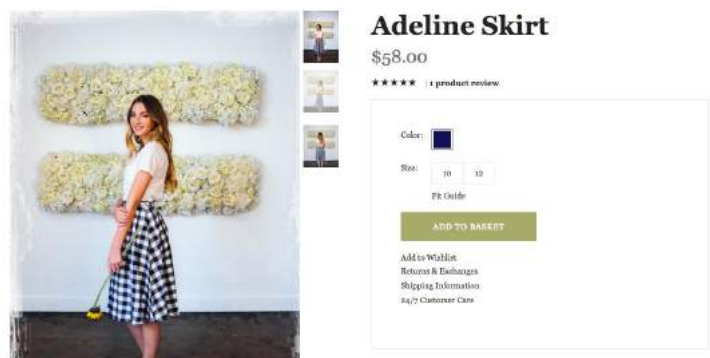 Adeline Skirt
$58.00
★★★★★ | 1 product review
Color:
Size: 10 12
Fit Guide
ADD TO BASKET
Add to Wishlist
Returns & Exchanges
Shipping Information
24/7 Customer Care